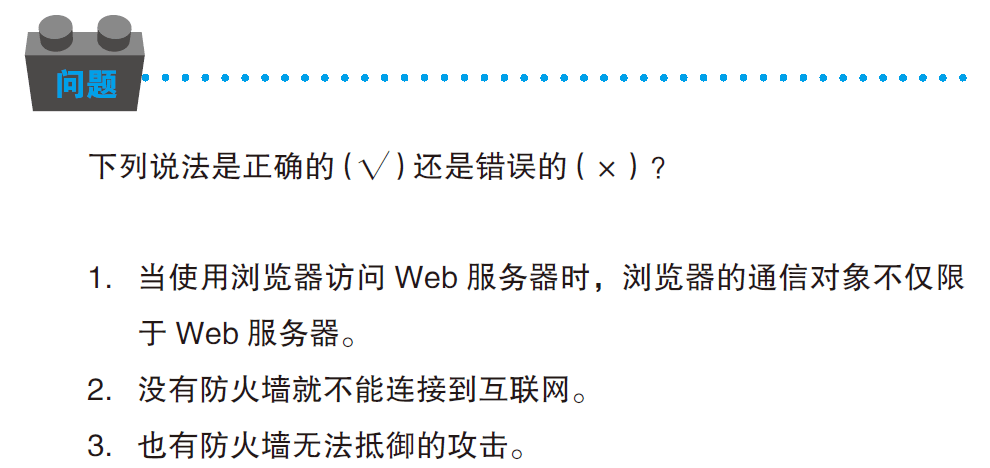 问题
下列说法是正确的(√)还是错误的(×)?
1. 当使用浏览器访问 Web 服务器时，浏览器的通信对象不仅限
于 Web 服务器。
2. 没有防火墙就不能连接到互联网。
3. 也有防火墙无法抵御的攻击。